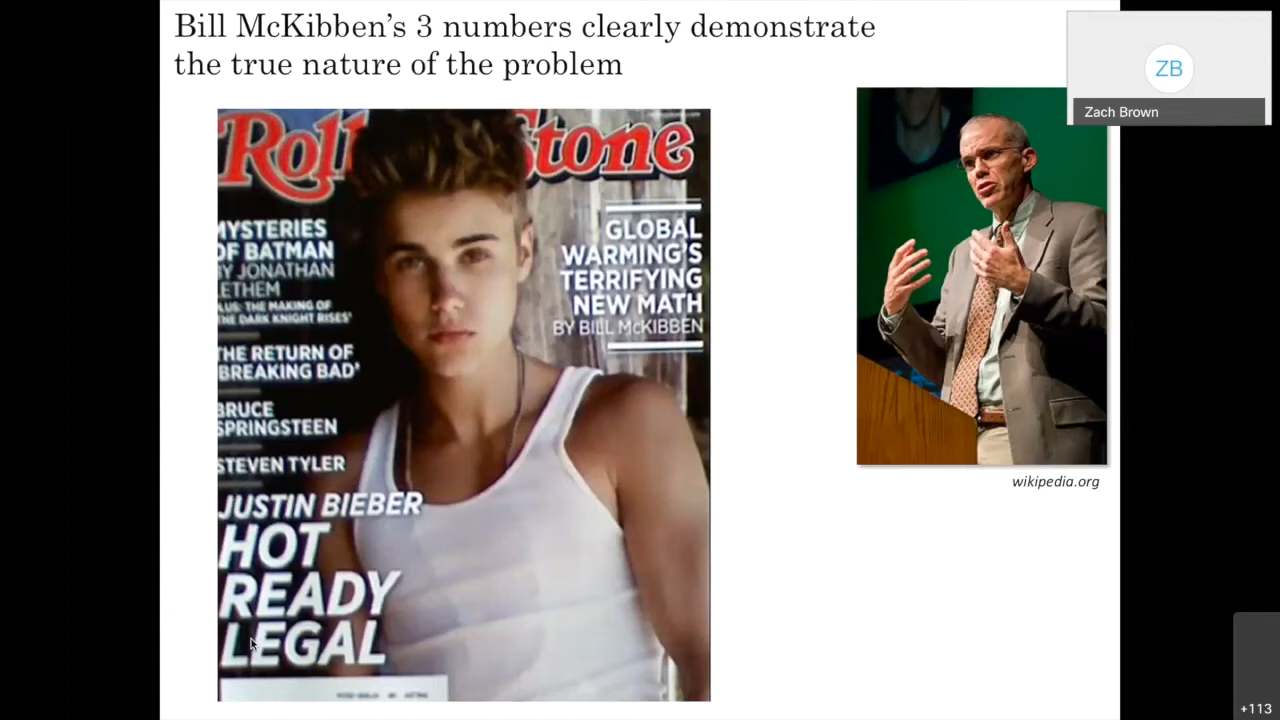 Bill McKibben's 3 numbers clearly demonstrate
the true nature of the problem
ZB
Zach Brown
Roll Stone
MYSTERIES
OF BATMAN
BY JONATHAN
LETHEM
PLUS: THE MAKING OF
'THE DARK KNIGHT RISES'
THE RETURN OF
'BREAKING BAD'
BRUCE
SPRINGSTEEN
STEVEN TYLER
JUSTIN BIEBER
HOT
READY
LEGAL
GLOBAL
WARMING'S
TERRIFYING
NEW MATH
BY BILL McKIBBEN
wikipedia.org
+113